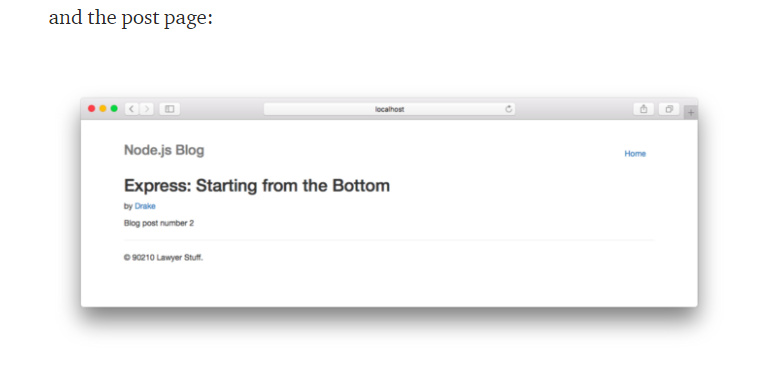 and the post page:
localhost
Node.js Blog
Home
Express: Starting from the Bottom
by Drake
Blog post number 2
© 90210 Lawyer Stuff.